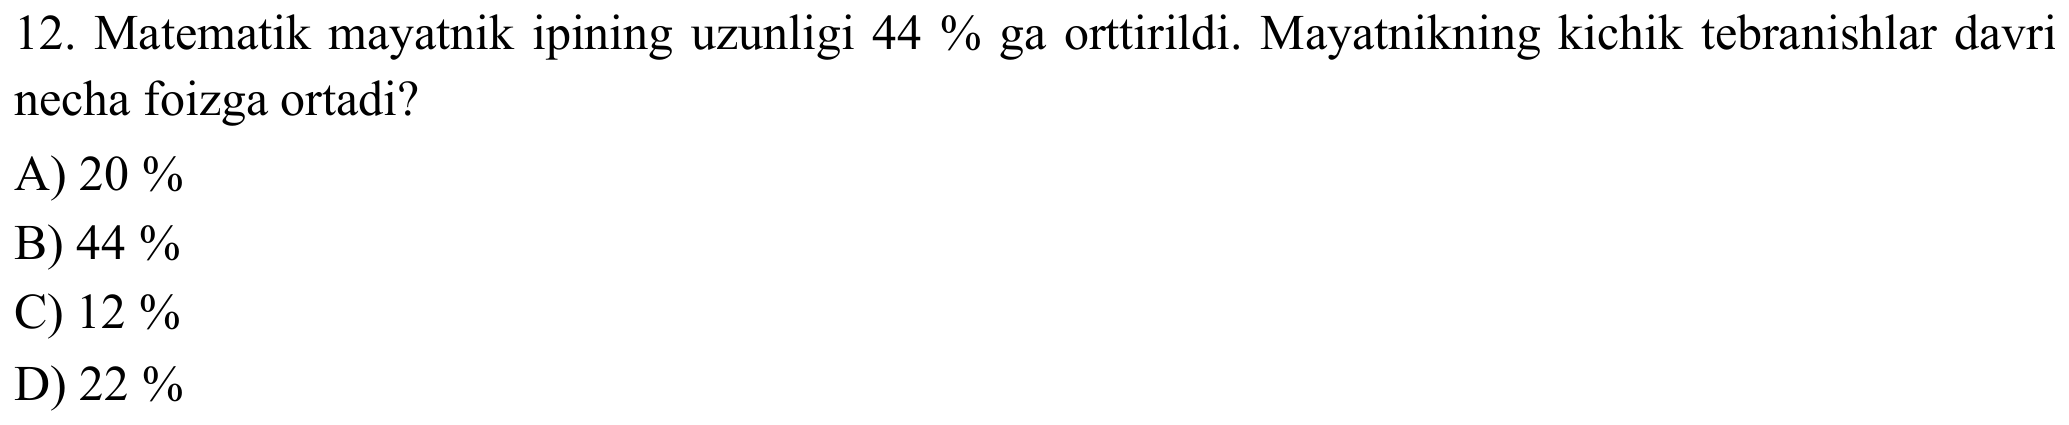 12. Matematik mayatnik ipining uzunligi 44 % ga orttirildi. Mayatnikning kichik tebranishlar davri
necha foizga ortadi?
A) 20 %
B) 44 %
C) 12 %
D) 22 %